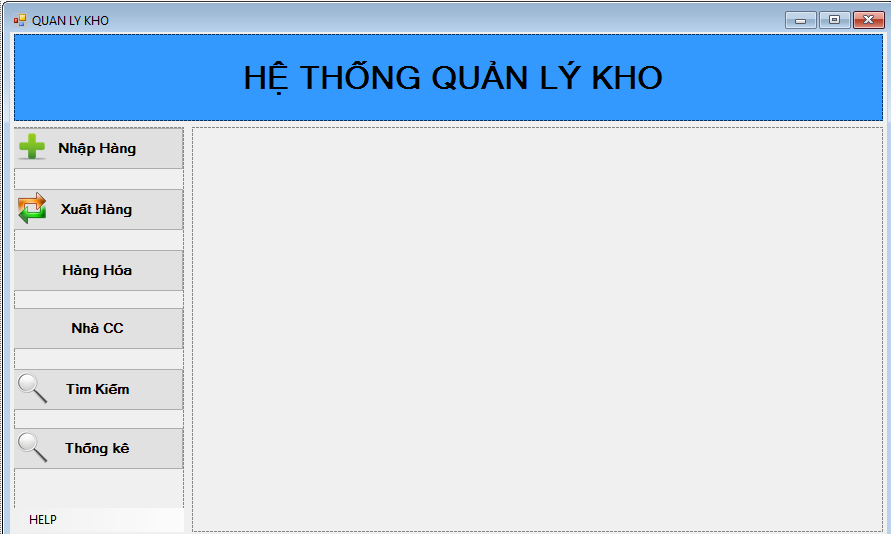 QUAN LY KHO
HỆ THỐNG QUẢN LÝ KHO
Nhập Hàng
Xuất Hàng
Hàng Hóa
Nhà CC
Tìm Kiếm
Thống kê
HELP